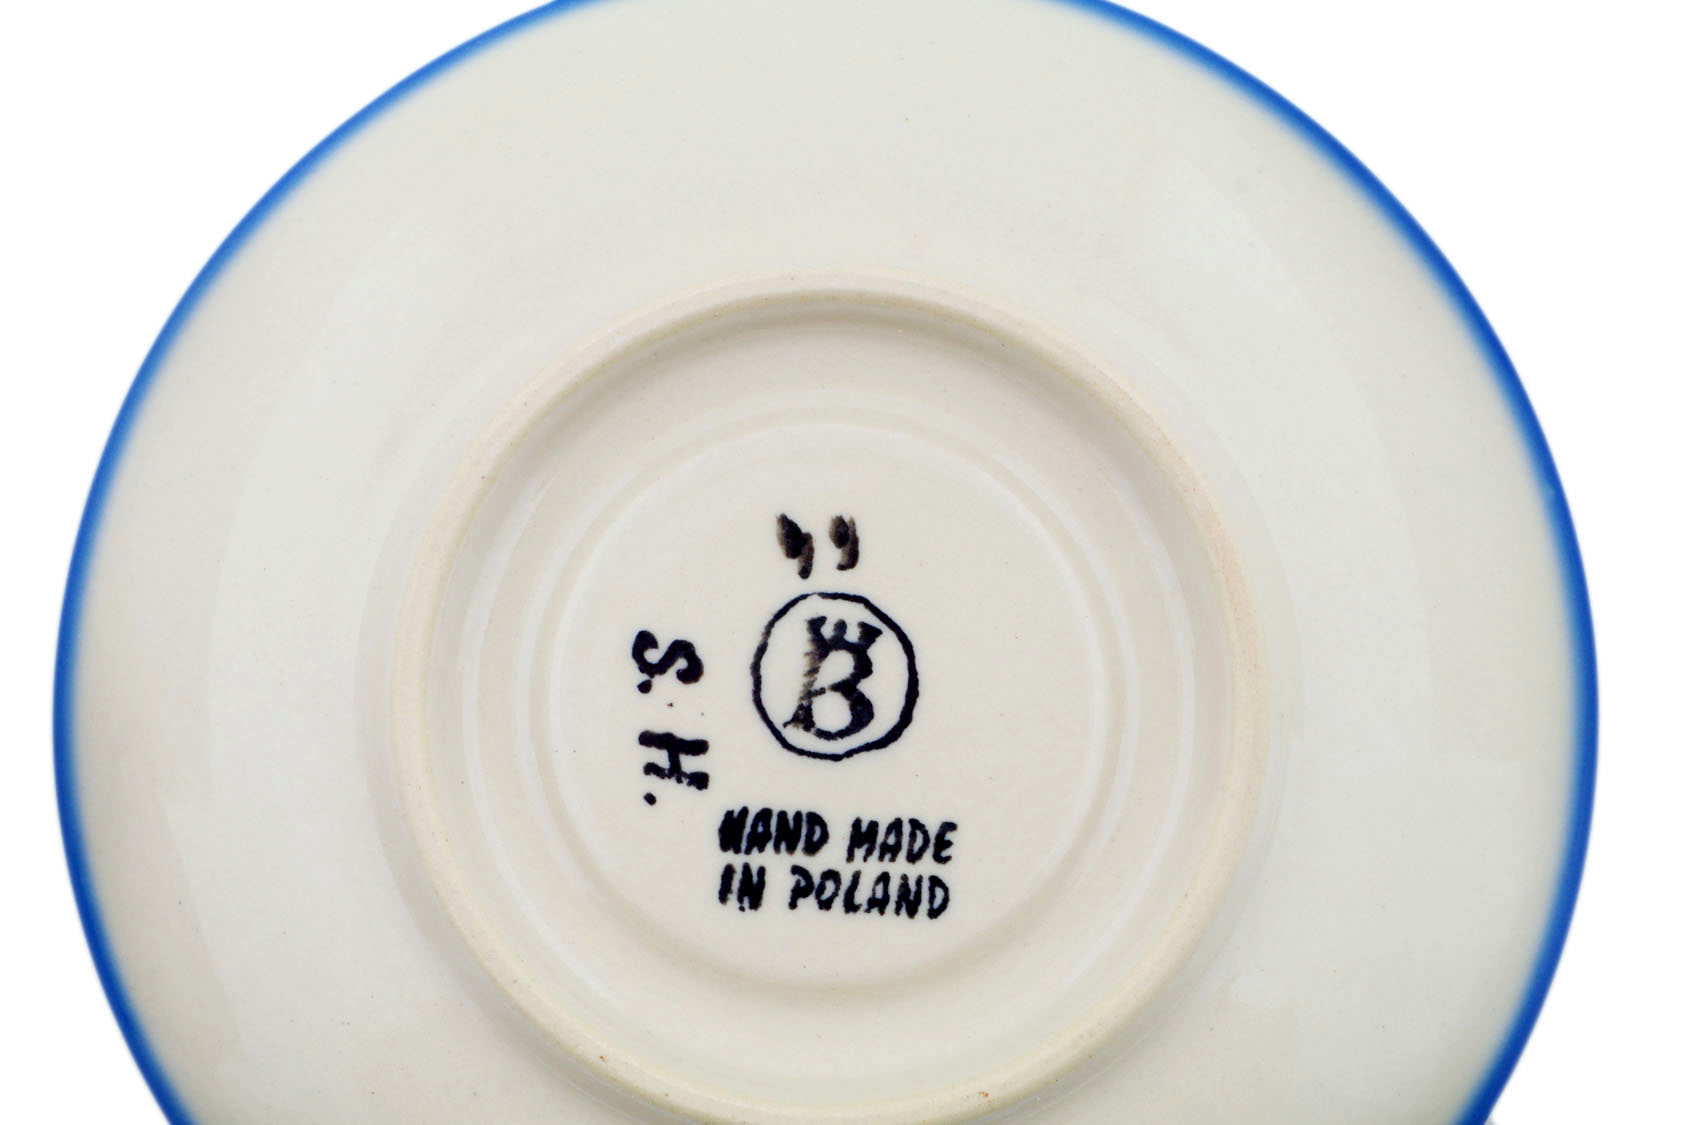 B
S. H.
HAND MADE
IN POLAND